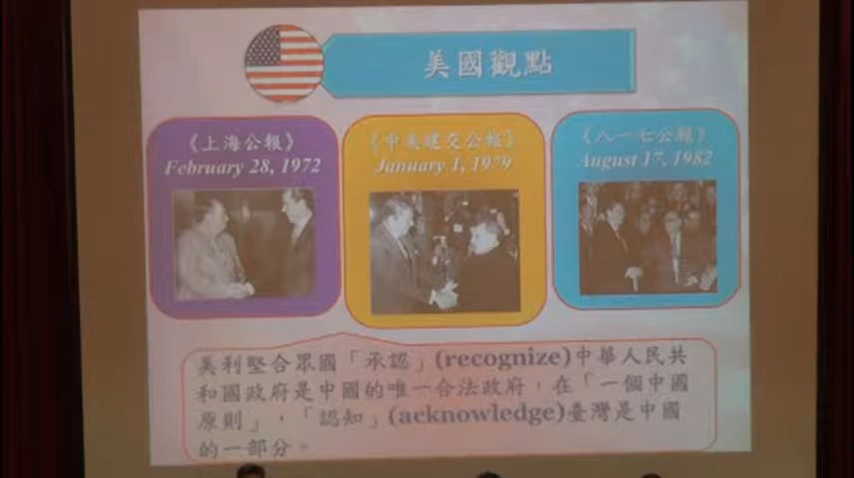 美國觀點
《上海公報》
February 28, 1972
《中美建交公報》
January 1, 1979
《八一七公報》
August 17, 1982
美利堅合眾國「承認」(recognize)中華人民共
和國政府是中國的唯一合法政府，在「一個中國
原則」，「認知」(acknowledge)臺灣是中國
的一部分。